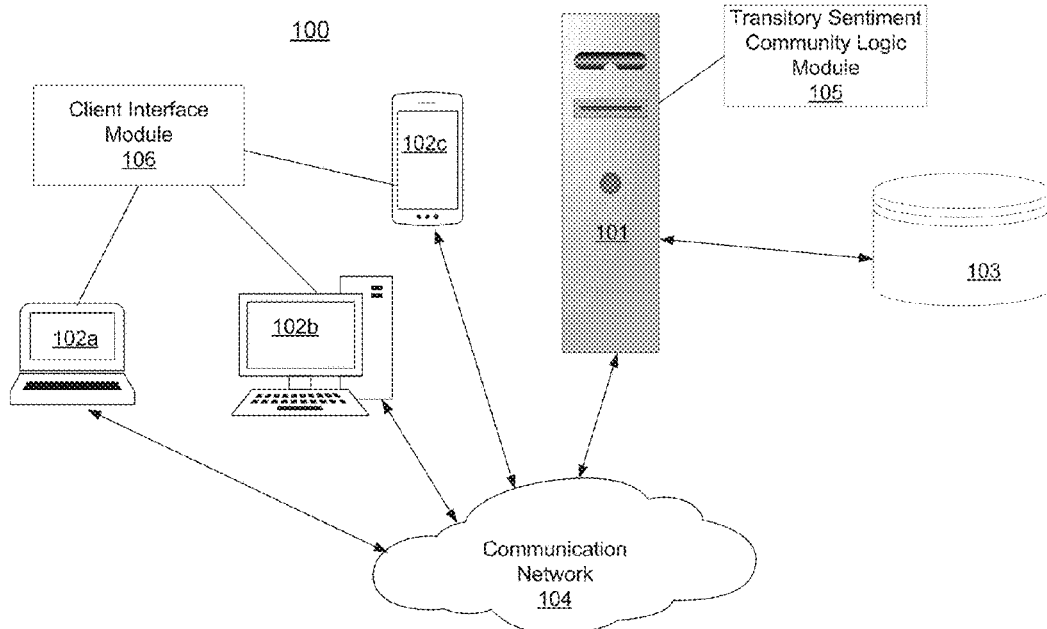 100
Transitory Sentiment
Community Logic
Module
105
Client Interface
Module
106
102c
101
103
102a
102b
Communication
Network
104